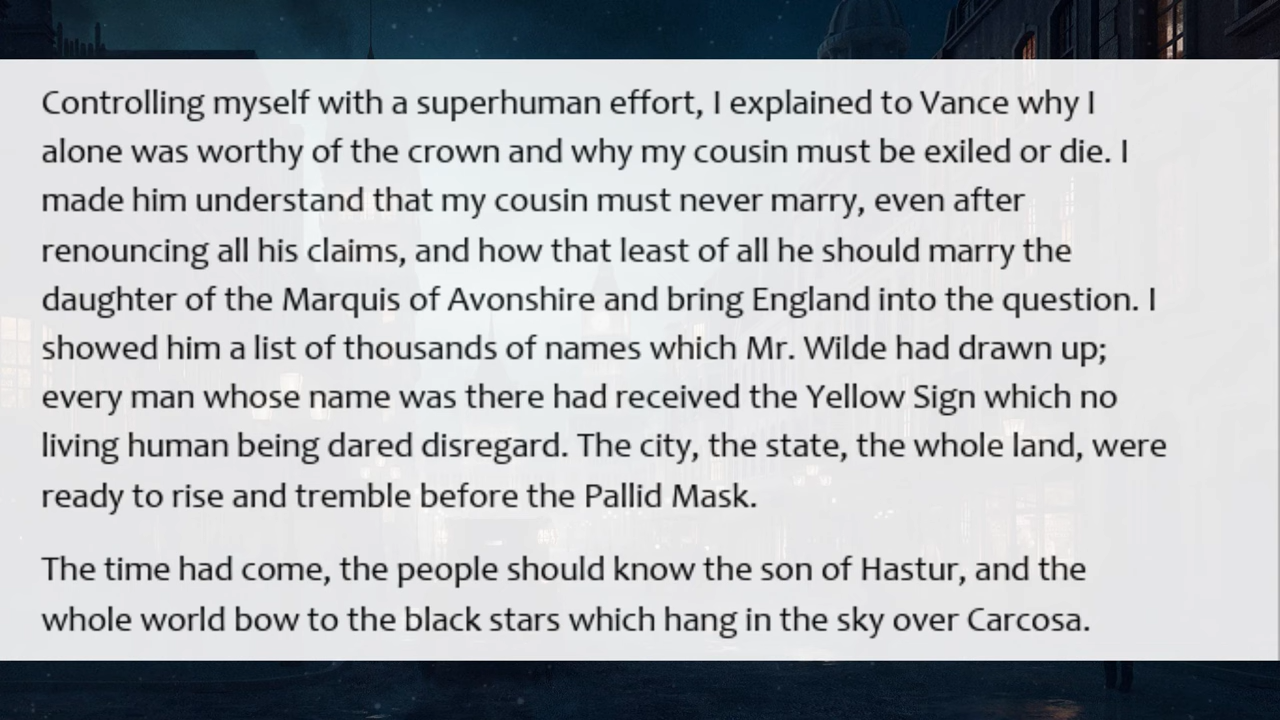 Controlling myself with a superhuman effort, I explained to Vance why I
alone was worthy of the crown and why my cousin must be exiled or die. I
made him understand that my cousin must never marry, even after
renouncing all his claims, and how that least of all he should marry the
daughter of the Marquis of Avonshire and bring England into the question. I
showed him a list of thousands of names which Mr. Wilde had drawn up;
every man whose name was there had received the Yellow Sign which no
living human being dared disregard. The city, the state, the whole land, were
ready to rise and tremble before the Pallid Mask.
The time had come, the people should know the son of Hastur, and the
whole world bow to the black stars which hang in the sky over Carcosa.